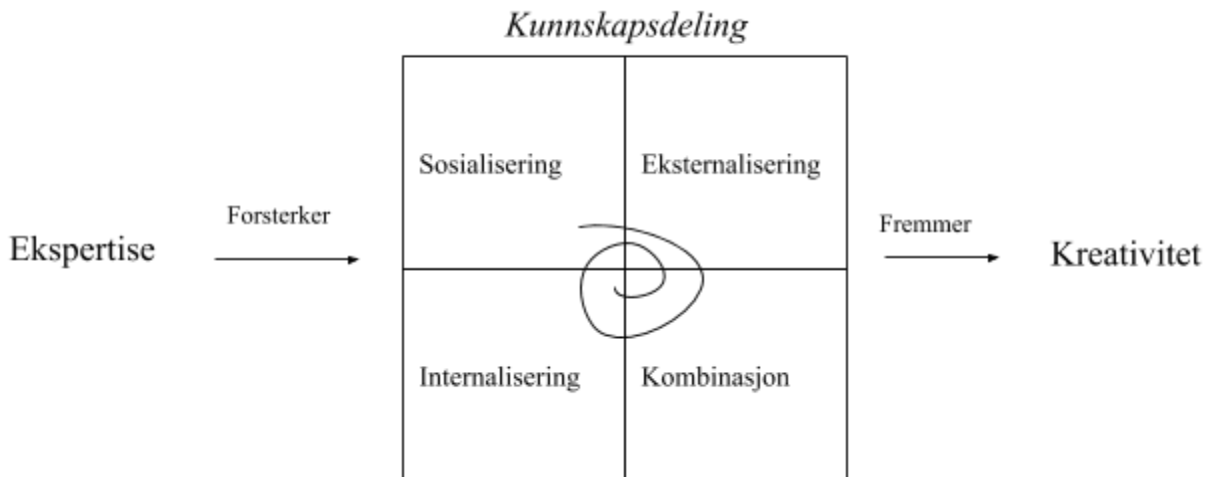 Kunnskapsdeling
Sosialisering
Eksternalisering
Forsterker
Fremmer
Ekspertise
Kreativitet
Internalisering
Kombinasjon